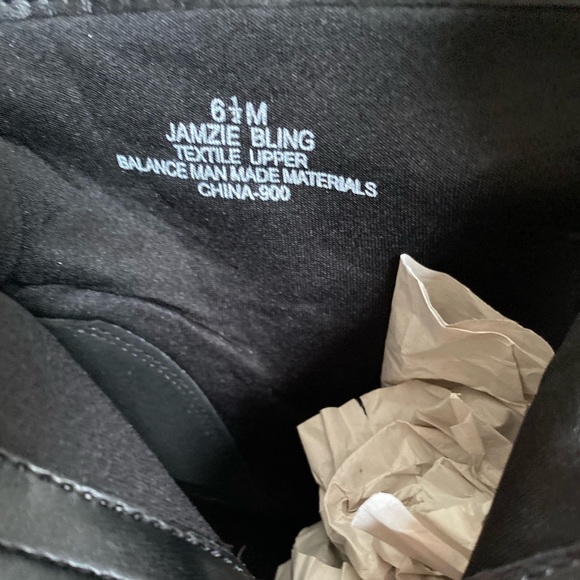 6½M
JAMZIE BLING
TEXTILE UPPER
BALANCE MAN MADE MATERIALS
CHINA-900